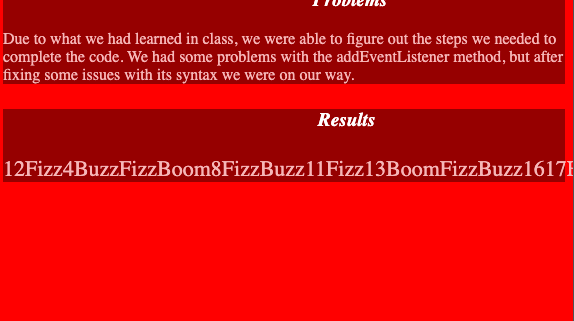 Problems
Due to what we had learned in class, we were able to figure out the steps we needed to
complete the code. We had some problems with the addEventListener method, but after
fixing some issues with its syntax we were on our way.
Results
12Fizz4BuzzFizzBoom8FizzBuzz11Fizz13BoomFizzBuzz1617F